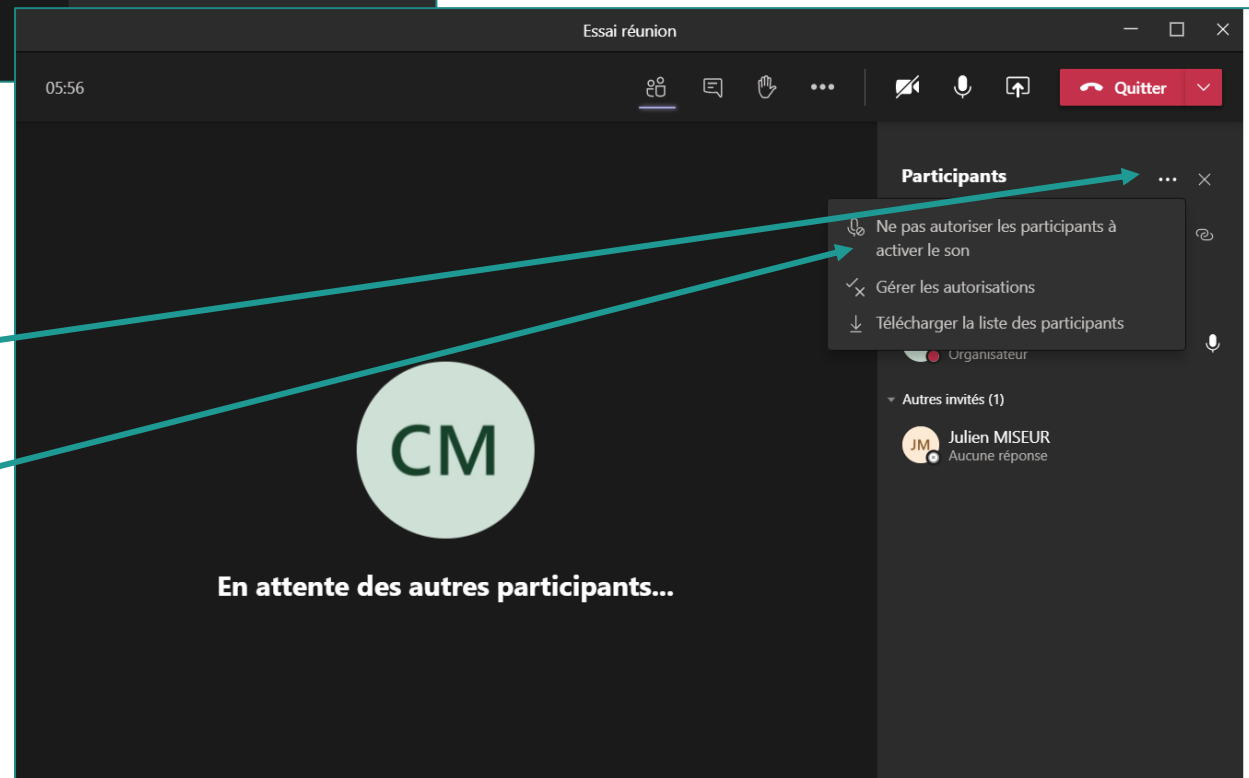 Essai réunion
05:56
Quitter
Participants
Ne pas autoriser les participants à
activer le son
Gérer les autorisations
Télécharger la liste des participants
Organisateur
Autres invités (1)
JM
Julien MISEUR
Aucune réponse
CM
En attente des autres participants...